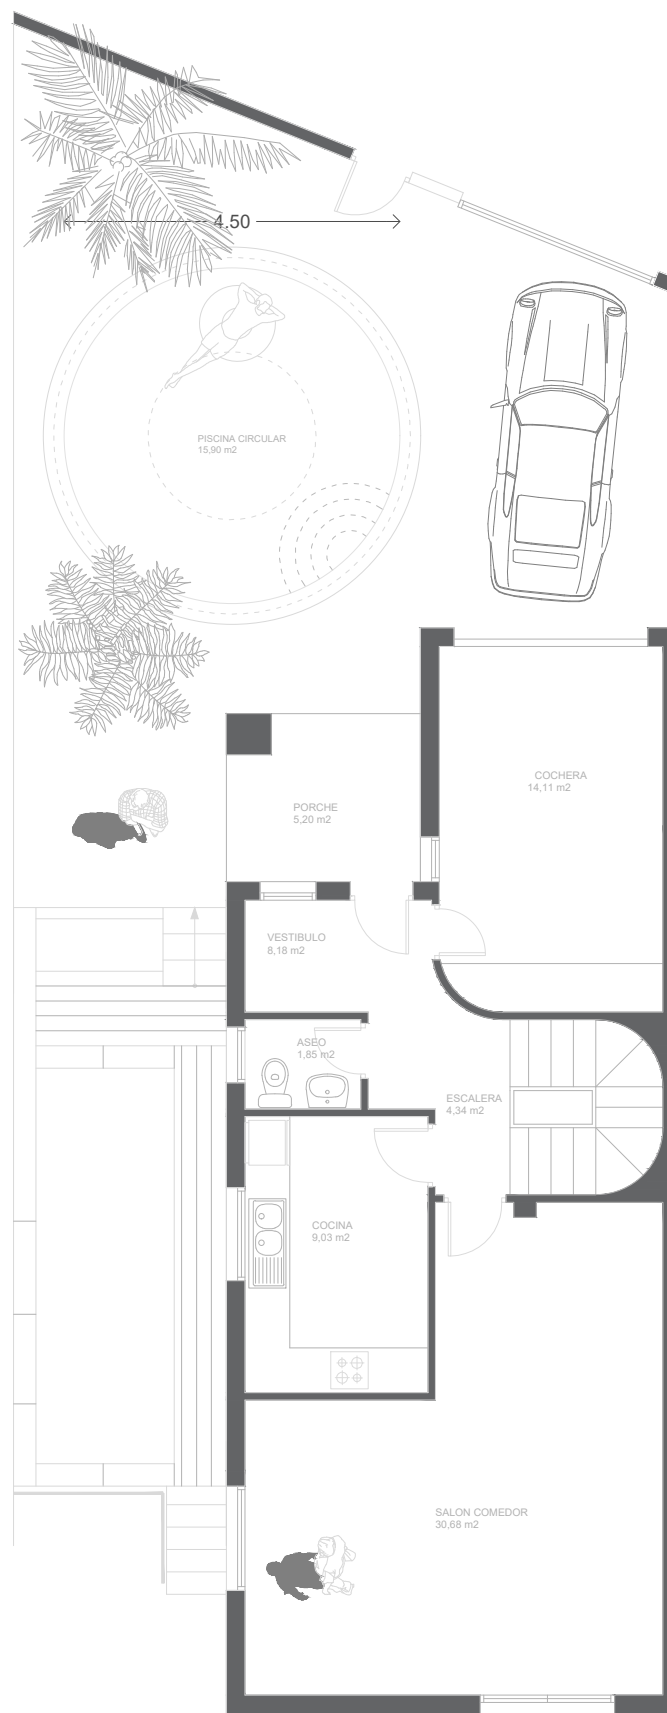 4.50
PISCINA CIRCULAR
15,90 m2
COCHERA
14,11 m2
PORCHE
5,20 m2
VESTIBULO
8,18 m2
ASEO
1,85 m2
ESCALERA
4,34 m2
COCINA
9,03 m2
SALON COMEDOR
30,68 m2